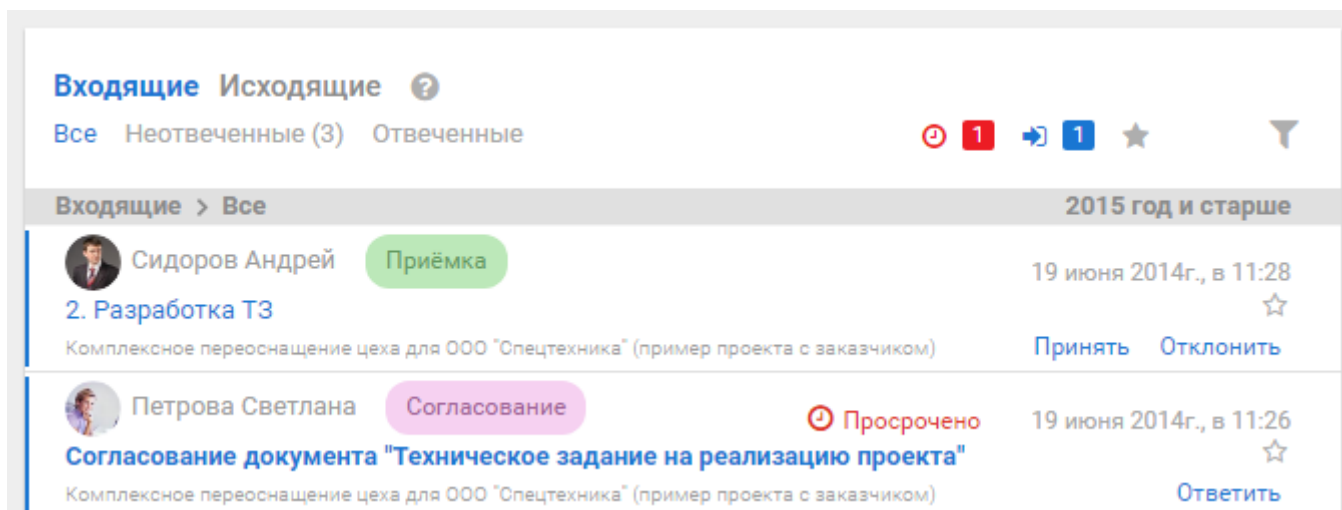 Входящие Исходящие ?
Все Неотвеченные (3) Отвеченные 1 1
Входящие > Все 2015 год и старше
Сидоров Андрей Приёмка 19 июня 2014г., в 11:28
2. Разработка ТЗ
Комплексное переоснащение цеха для ООО "Спецтехника" (пример проекта с заказчиком) Принять Отклонить
Петрова Светлана Согласование Просрочено 19 июня 2014г., в 11:26
Согласование документа "Техническое задание на реализацию проекта"
Комплексное переоснащение цеха для ООО "Спецтехника" (пример проекта с заказчиком) Ответить